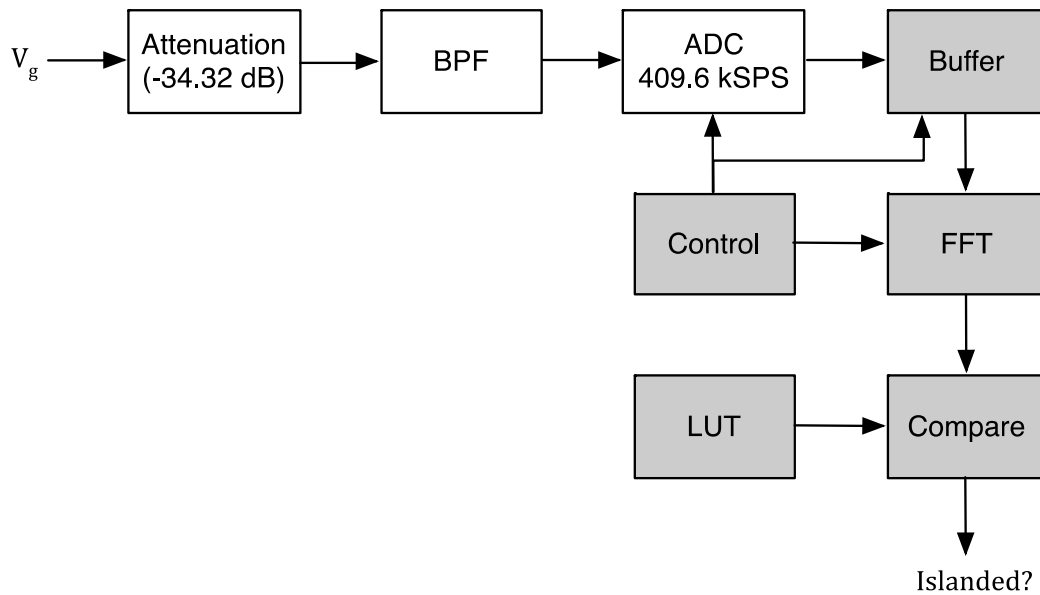 V_g
Attenuation
(-34.32 dB)
BPF
ADC
409.6 kSPS
Buffer
Control
FFT
LUT
Compare
Islanded?